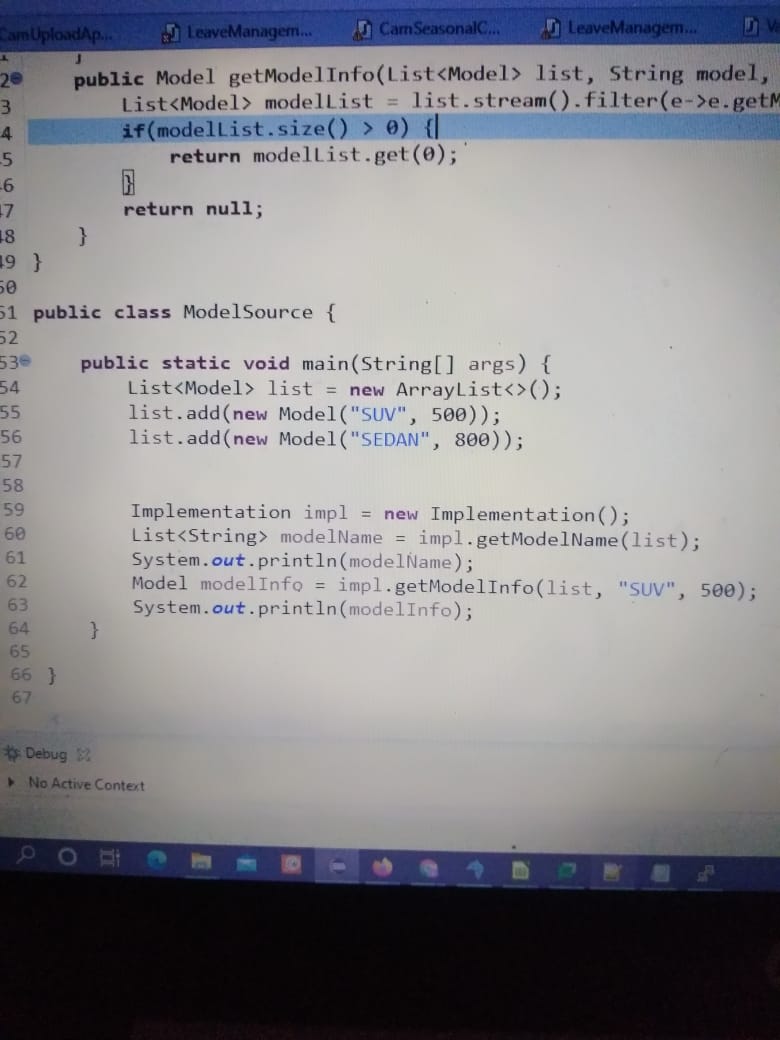 CamUploadAp...
LeaveManagem...
CamSeasonalC...
LeaveManagem...
2 public Model getModelInfo(List<Model> list, String model,
3 List<Model> modelList = list.stream().filter(e->e.getM
4 if(modelList.size() > 0) {
5 return modelList.get(0);
6 }
47 return null;
48 }
49 }
50
51 public class ModelSource {
52
53 public static void main(String[] args) {
54 List<Model> list = new ArrayList<>();
55 list.add(new Model("SUV", 500));
56 list.add(new Model("SEDAN", 800));
57
58
59 Implementation impl = new Implementation();
60 List<String> modelName = impl.getModelName(list);
61 System.out.println(modelName);
62 Model modelInfo = impl.getModelInfo(list, "SUV", 500);
63 System.out.println(modelInfo);
64 }
65
66 }
67
Debug
No Active Context